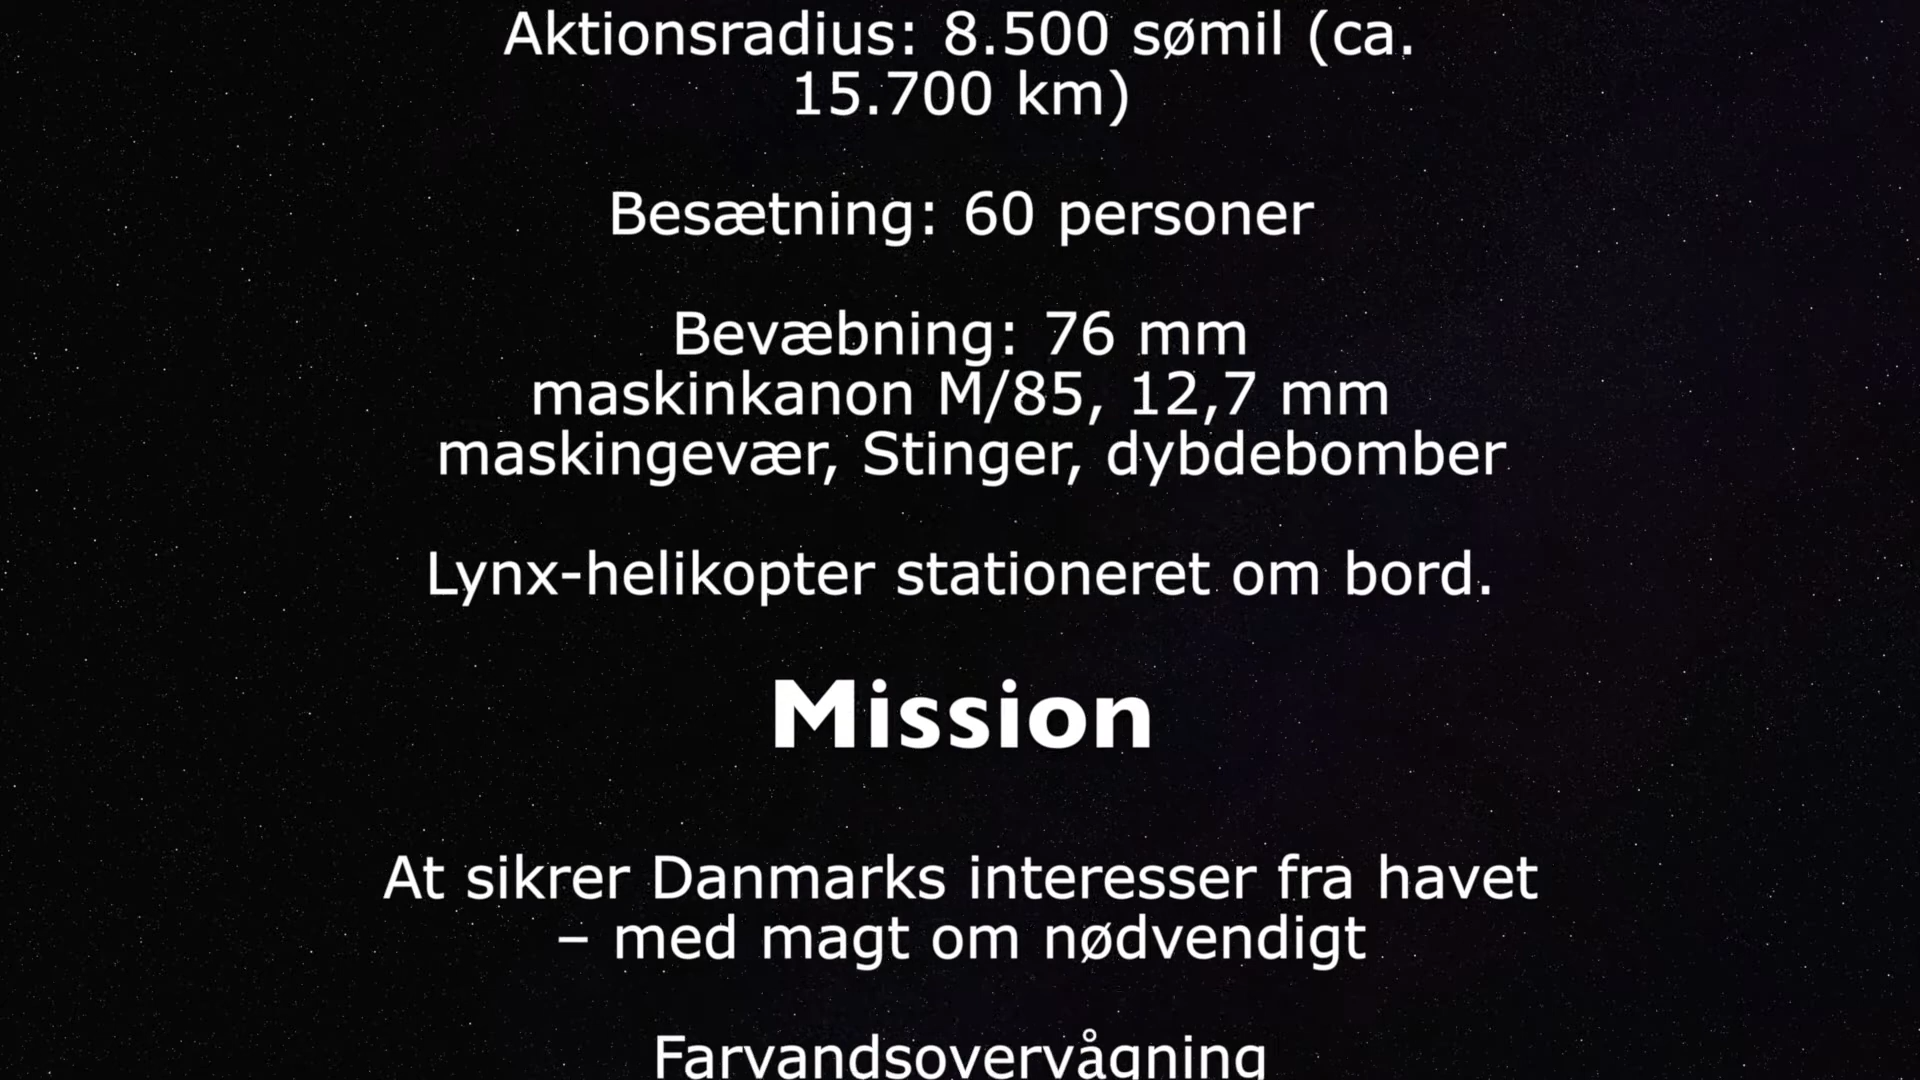 Aktionsradius: 8.500 sømil (ca.
15.700 km)
Besætning: 60 personer
Bevæbning: 76 mm
maskinkanon M/85, 12,7 mm
maskingevær, Stinger, dybdebomber
Lynx-helikopter stationeret om bord.
Mission
At sikrer Danmarks interesser fra havet
– med magt om nødvendigt
Farvandsovervågning